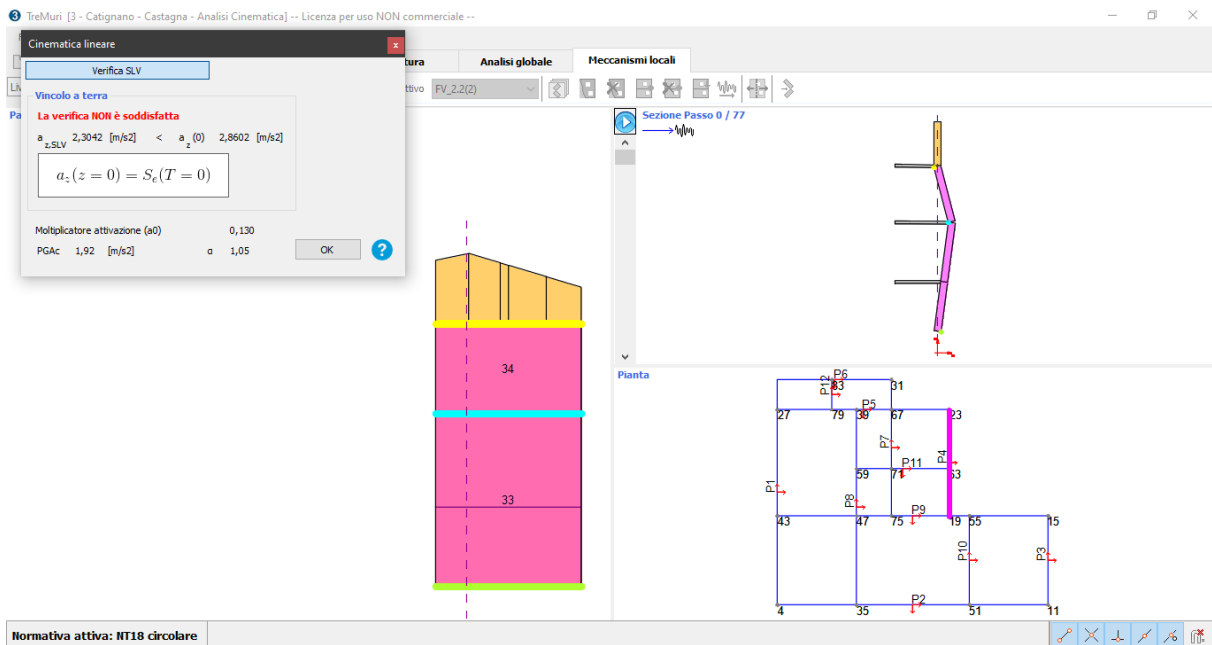 TreMuri [3 - Catignano - Castagna - Analisi Cinematica] -- Licenza per uso NON commerciale --
Cinematica lineare
x
Verifica SLV
Vincolo a terra
La verifica NON è soddisfatta
a z,SLV 2,3042 [m/s2] < a z (0) 2,8602 [m/s2]
a_z(z = 0) = S_e(T = 0)
Moltiplicatore attivazione (a0) 0,130
PGAc 1,92 [m/s2] α 1,05
OK
?
Analisi globale
Meccanismi locali
FV_2.2(2)
34
33
Sezione Passo 0 / 77
Pianta
P6
P12
83
31
P5
27
79
39
67
23
P7
P4
P11
59
71
63
P1
P8
P9
43
47
75
19
55
15
P10
P3
P2
4
35
51
11
Normativa attiva: NT18 circolare